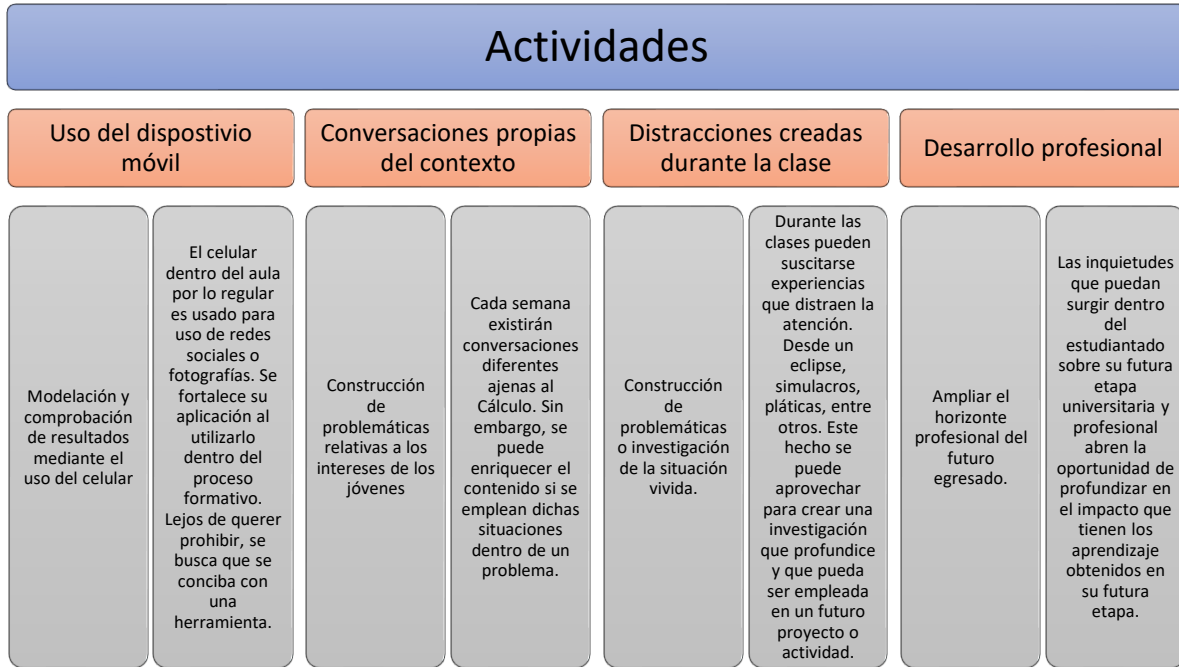 Actividades
Uso del dispostivio
móvil
Modelación y
comprobación
de resultados
mediante el
uso del celular
El celular
dentro del aula
por lo regular
es usado para
uso de redes
sociales o
fotografías. Se
fortalece su
aplicación al
utilizarlo
dentro del
proceso
formativo.
Lejos de querer
prohibir, se
busca que se
conciba con
una
herramienta.
Conversaciones propias
del contexto
Construcción
de
problemáticas
relativas a los
intereses de los
jóvenes
Cada semana
existirán
conversaciones
diferentes
ajenas al
Cálculo. Sin
embargo, se
puede
enriquecer el
contenido si se
emplean dichas
situaciones
dentro de un
problema.
Distracciones creadas
durante la clase
Construcción
de
problemáticas
o investigación
de la situación
vivida.
Durante las
clases pueden
suscitarse
experiencias
que distraen la
atención.
Desde un
eclipse,
simulacros,
pláticas, entre
otros. Este
hecho se
puede
aprovechar
para crear una
investigación
que profundice
y que pueda
ser empleada
en un futuro
proyecto o
actividad.
Desarrollo profesional
Ampliar el
horizonte
profesional del
futuro
egresado.
Las inquietudes
que puedan
surgir dentro
del
estudiantado
sobre su futura
etapa
universitaria y
profesional
abren la
oportunidad de
profundizar en
el impacto que
tienen los
aprendizaje
obtenidos en
su futura
etapa.